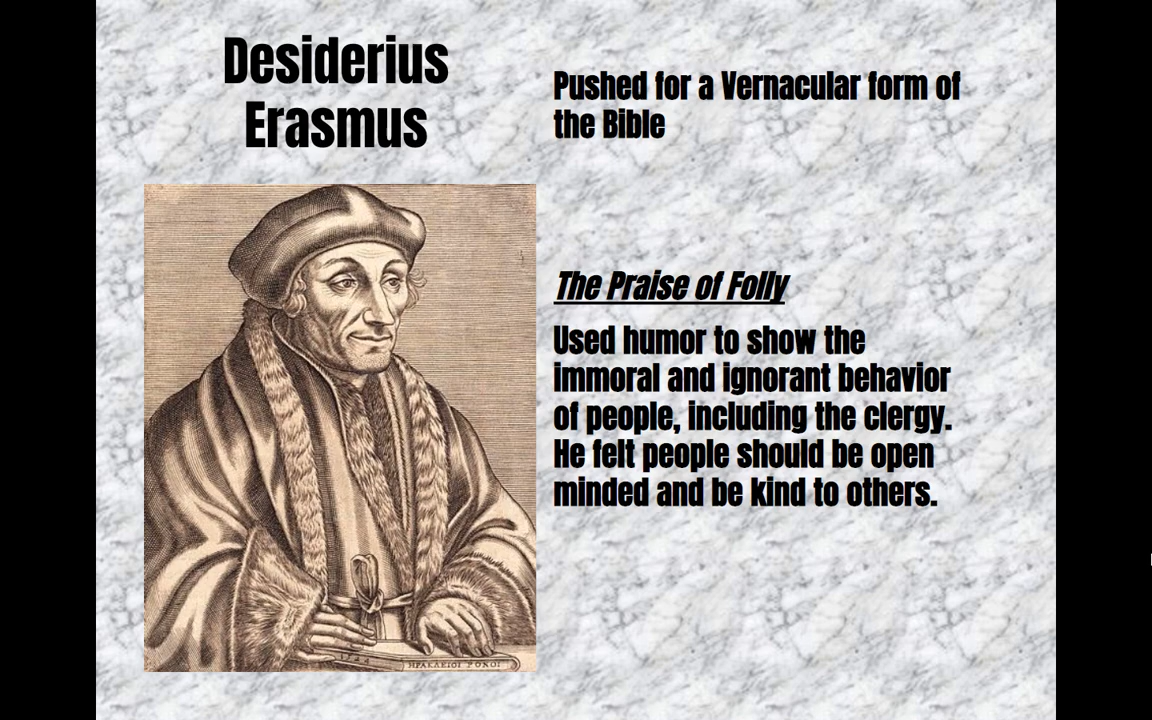 Desiderius
Erasmus
Pushed for a Vernacular form of
the Bible
The Praise of Folly
Used humor to show the
immoral and ignorant behavior
of people, including the clergy.
He felt people should be open
minded and be kind to others.